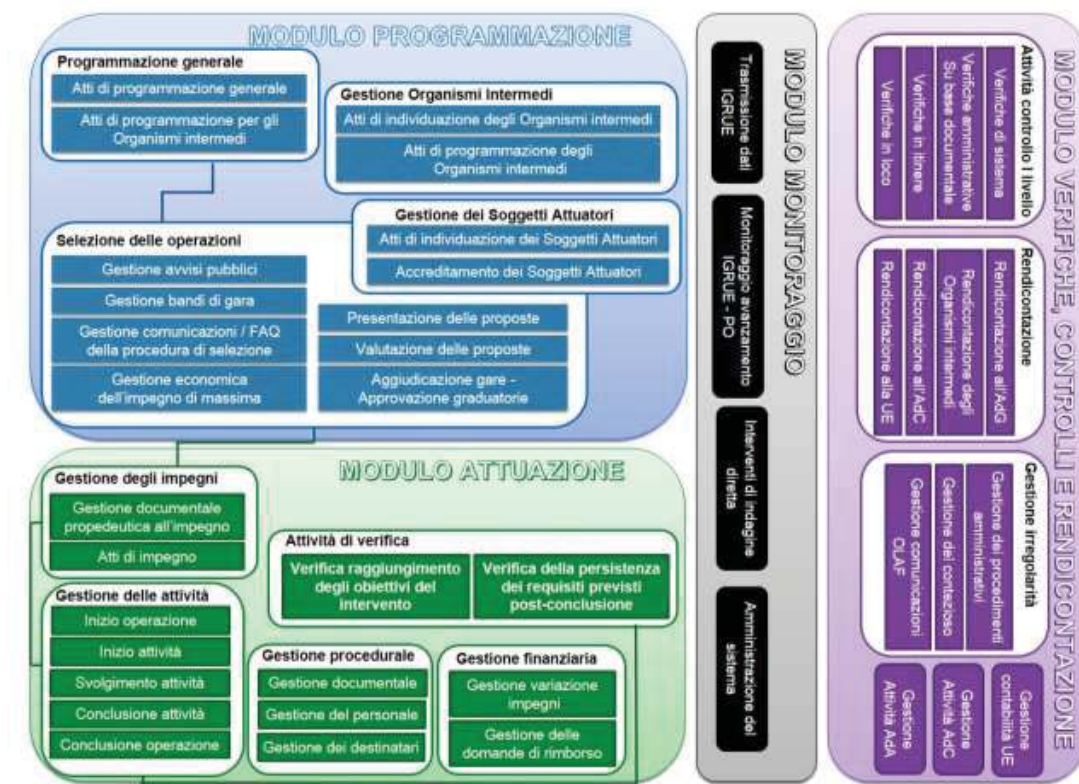 MODULO PROGRAMMAZIONE
Programmazione generale
Atti di programmazione generale
Atti di programmazione per gli
Organismi intermedi
Gestione Organismi Intermedi
Atti di individuazione degli Organismi intermedi
Atti di programmazione degli
Organismi intermedi
Gestione dei Soggetti Attuatori
Atti di individuazione dei Soggetti Attuatori
Accreditamento dei Soggetti Attuatori
Selezione delle operazioni
Gestione avvisi pubblici
Gestione bandi di gara
Gestione comunicazioni / FAQ
della procedura di selezione
Gestione economica
dell'impegno di massima
Presentazione delle proposte
Valutazione delle proposte
Aggiudicazione gare -
Approvazione graduatorie
MODULO ATTUAZIONE
Gestione degli impegni
Gestione documentale
propedeutica all'impegno
Atti di impegno
Attività di verifica
Verifica raggiungimento
degli obiettivi del
intervento
Verifica della persistenza
dei requisiti previsti
post-conclusione
Gestione delle attività
Inizio operazione
Inizio attività
Svolgimento attività
Conclusione attività
Conclusione operazione
Gestione procedurale
Gestione documentale
Gestione del personale
Gestione dei destinatari
Gestione finanziaria
Gestione variazione
impegni
Gestione delle
domande di rimborso
MODULO MONITORAGGIO
Trasmissione dati
IGRUE
Monitoraggio avanzamento
IGRUE - PO
Interventi di indagine
diretta
Amministrazione del
sistema
MODULO VERIFICHE, CONTROLLI E RENDICONTAZIONE
Attività controllo I livello
Verifiche di sistema
Verifiche amministrative
Su base documentale
Verifiche in itinere
Verifiche in loco
Rendicontazione
Rendicontazione all'AdG
Rendicontazione degli
Organismi intermedi
Rendicontazione all'AdC
Rendicontazione alla UE
Gestione irregolarità
Gestione dei procedimenti
amministrativi
Gestione del contezioso
Gestione comunicazioni
OLAF
Gestione
contabilità UE
Gestione
Attività AdC
Gestione
Attività AdA